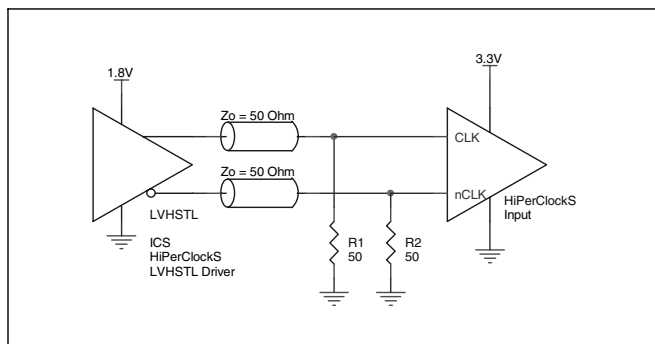 1.8V
3.3V
Zo = 50 Ohm
CLK
Zo = 50 Ohm
nCLK
HiPerClockS
Input
LVHSTL
ICS
HiPerClockS
LVHSTL Driver
R1
50
R2
50